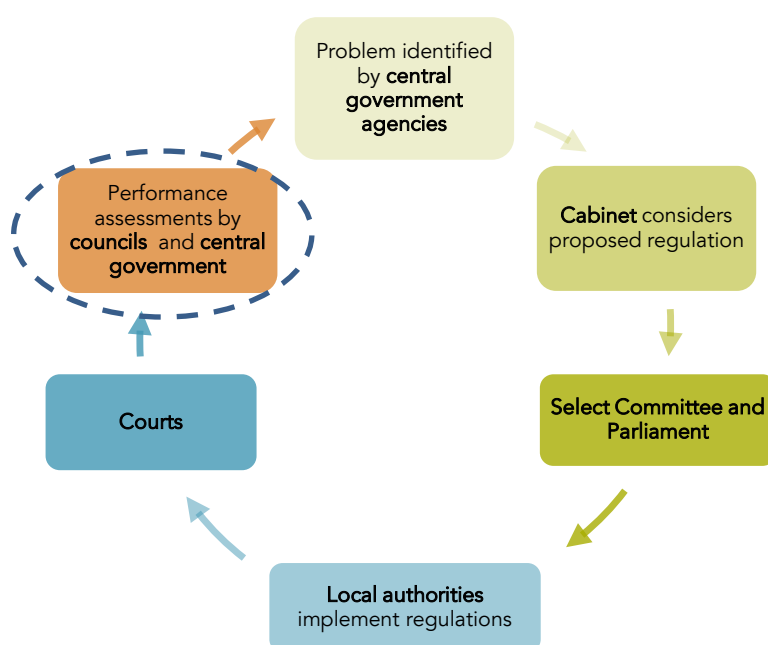 Problem identified
by central
government
agencies
Cabinet considers
proposed regulation
Select Committee and
Parliament
Local authorities
implement regulations
Courts
Performance
assessments by
councils and central
government